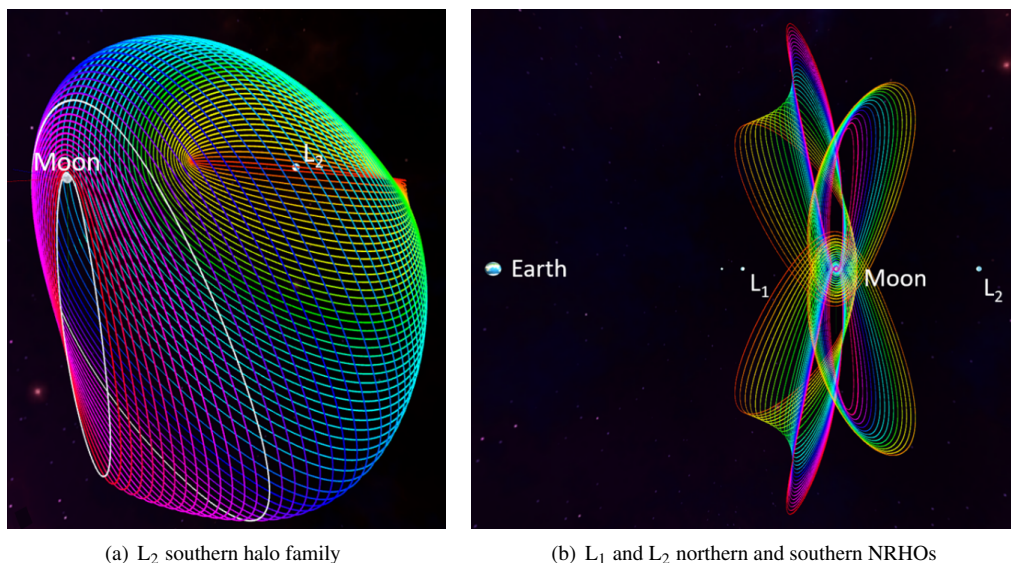 Moon
L₂
Earth
L₁
Moon
L₂
(a) L₂ southern halo family
(b) L₁ and L₂ northern and southern NRHOs